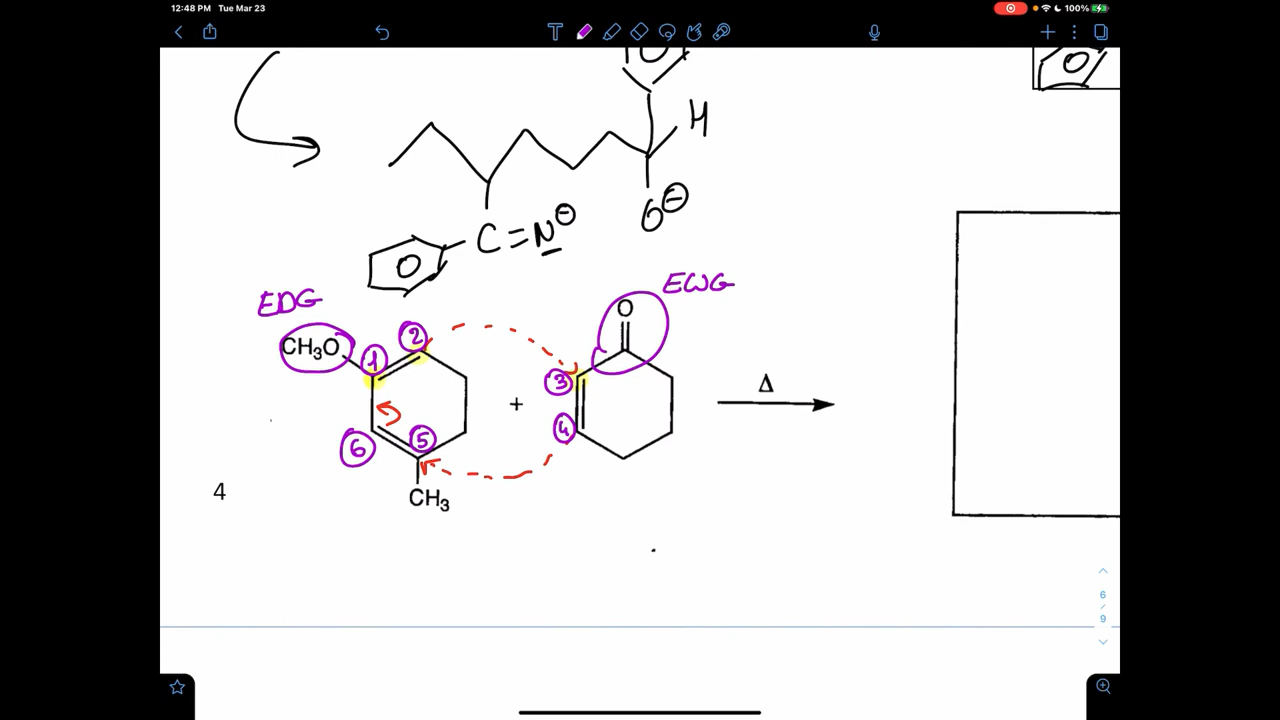 12:48 PM Tue Mar 23
100%
T
O
O
H
O⊖
C=N⊖
O
EDG
EWG
CH₃O
1
2
O
3
4
5
6
+
Δ
CH₃
4
6
/
9